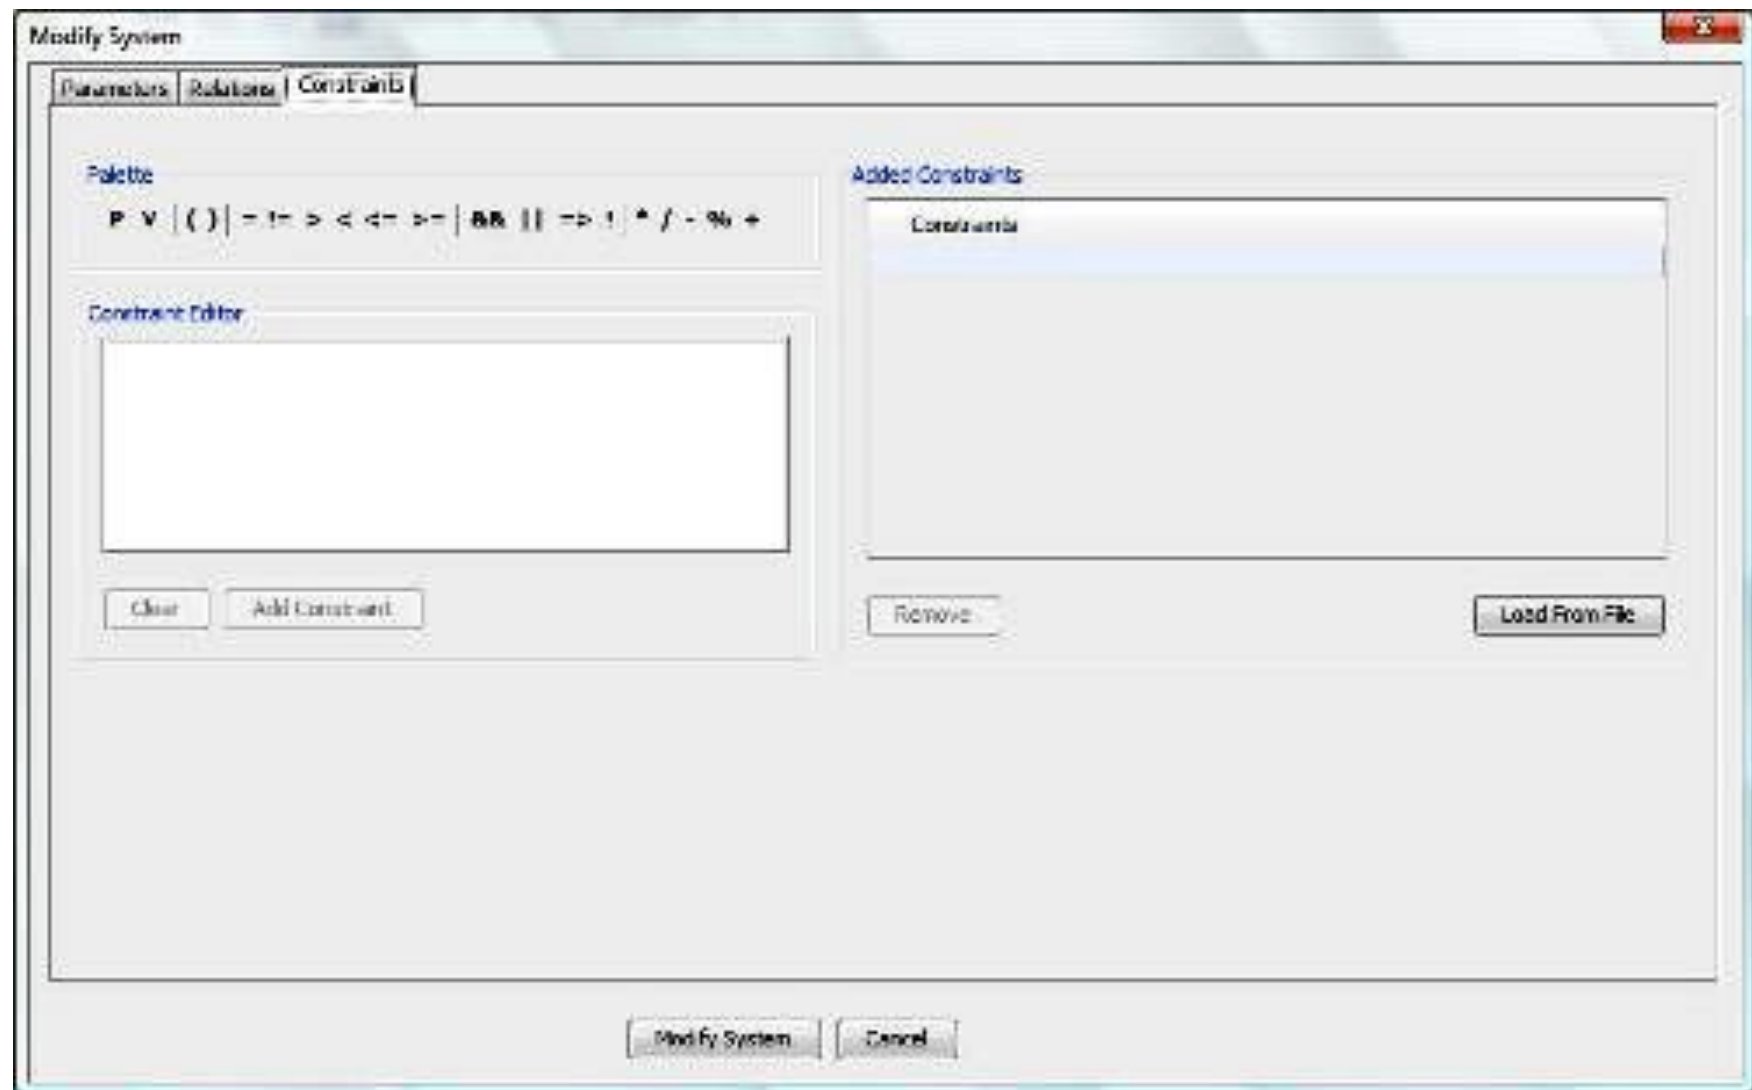 Modify System
Parameters Relations Constraints
Palette
P V ( ) = != > < <= >= && || => ! * / - % +
Added Constraints
Constraints
Constraint Editor
Clear Add Constraint
Remove Load From File
Modify System Cancel